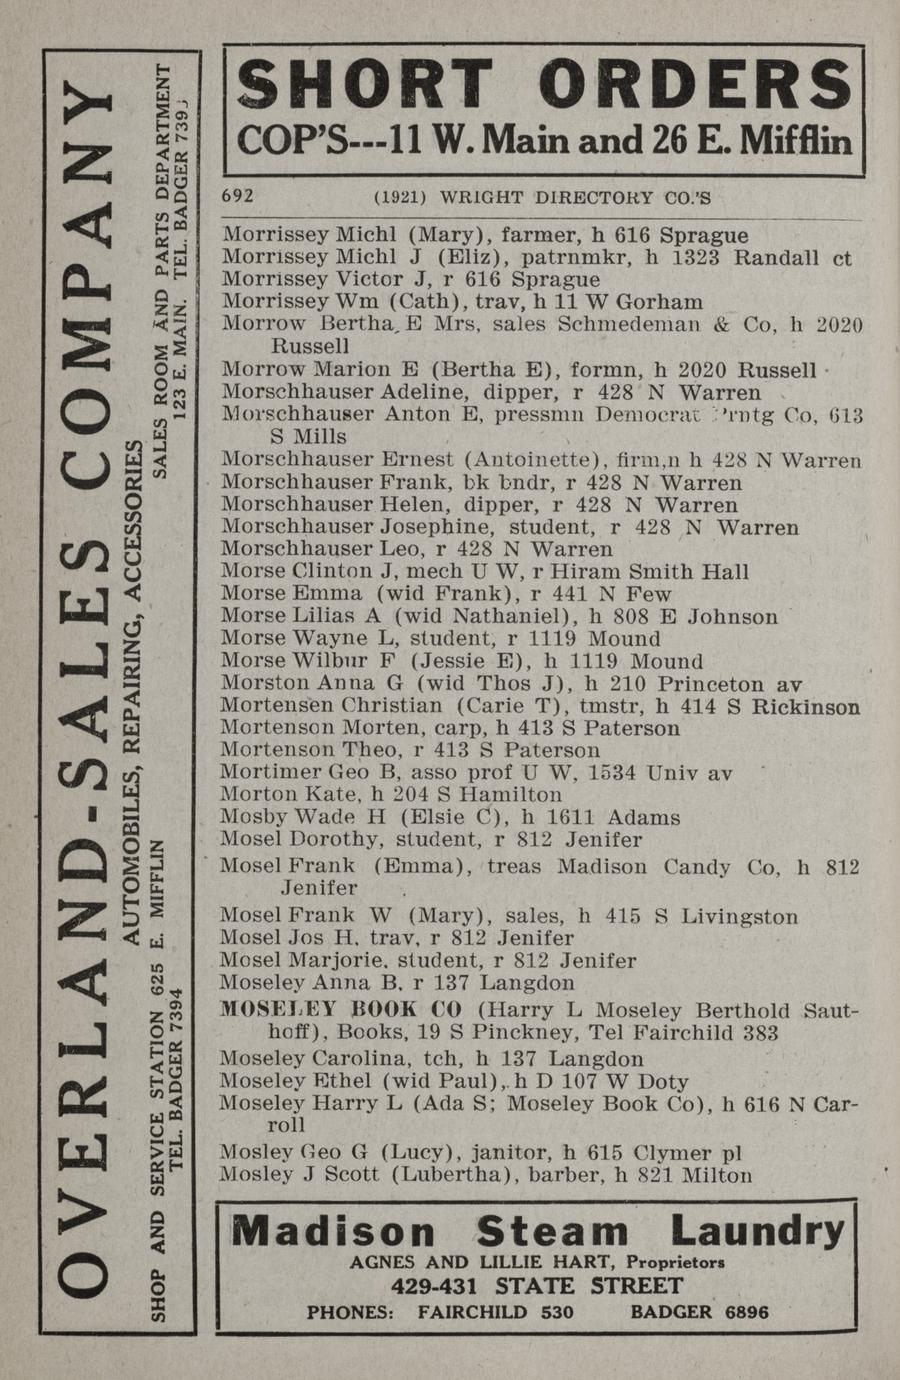 OVERLAND-SALES COMPANY
AUTOMOBILES, REPAIRING, ACCESSORIES
SHOP AND SERVICE STATION 625 E. MIFFLIN
TEL. BADGER 7394
SALES ROOM AND PARTS DEPARTMENT
123 E. MAIN. TEL. BADGER
SHORT ORDERS
COP'S---11 W. Main and 26 E. Mifflin
692 (1921) WRIGHT DIRECTORY CO.'S
Morrissey Michl (Mary), farmer, h 616 Sprague
Morrissey Michl J (Eliz), patrnmkr, h 1323 Randall ct
Morrissey Victor J, r 616 Sprague
Morrissey Wm (Cath), trav, h 11 W Gorham
Morrow Bertha E Mrs, sales Schmedeman & Co, h 2020
Russell
Morrow Marion E (Bertha E), formn, h 2020 Russell
Morschhauser Adeline, dipper, r 428 N Warren
Morschhauser Anton E, pressmn Democrat Prntg Co, 613
S Mills
Morschhauser Ernest (Antoinette), firm,n h 428 N Warren
Morschhauser Frank, bk bndr, r 428 N Warren
Morschhauser Helen, dipper, r 428 N Warren
Morschhauser Josephine, student, r 428 N Warren
Morschhauser Leo, r 428 N Warren
Morse Clinton J, mech U W, r Hiram Smith Hall
Morse Emma (wid Frank), r 441 N Few
Morse Lilias A (wid Nathaniel), h 808 E Johnson
Morse Wayne L, student, r 1119 Mound
Morse Wilbur F (Jessie E), h 1119 Mound
Morston Anna G (wid Thos J), h 210 Princeton av
Mortensen Christian (Carie T), tmstr, h 414 S Rickinson
Mortenson Morten, carp, h 413 S Paterson
Mortenson Theo, r 413 S Paterson
Mortimer Geo B, asso prof U W, 1534 Univ av
Morton Kate, h 204 S Hamilton
Mosby Wade H (Elsie C), h 1611 Adams
Mosel Dorothy, student, r 812 Jenifer
Mosel Frank (Emma), treas Madison Candy Co, h 812
Jenifer
Mosel Frank W (Mary), sales, h 415 S Livingston
Mosel Jos H, trav, r 812 Jenifer
Mosel Marjorie, student, r 812 Jenifer
Moseley Anna B, r 137 Langdon
MOSELEY BOOK CO (Harry L Moseley Berthold Saut-
hoff), Books, 19 S Pinckney, Tel Fairchild 383
Moseley Carolina, tch, h 137 Langdon
Moseley Ethel (wid Paul), h D 107 W Doty
Moseley Harry L (Ada S; Moseley Book Co), h 616 N Car-
roll
Mosley Geo G (Lucy), janitor, h 615 Clymer pl
Mosley J Scott (Lubertha), barber, h 821 Milton
Madison Steam Laundry
AGNES AND LILLIE HART, Proprietors
429-431 STATE STREET
PHONES: FAIRCHILD 530 BADGER 6896